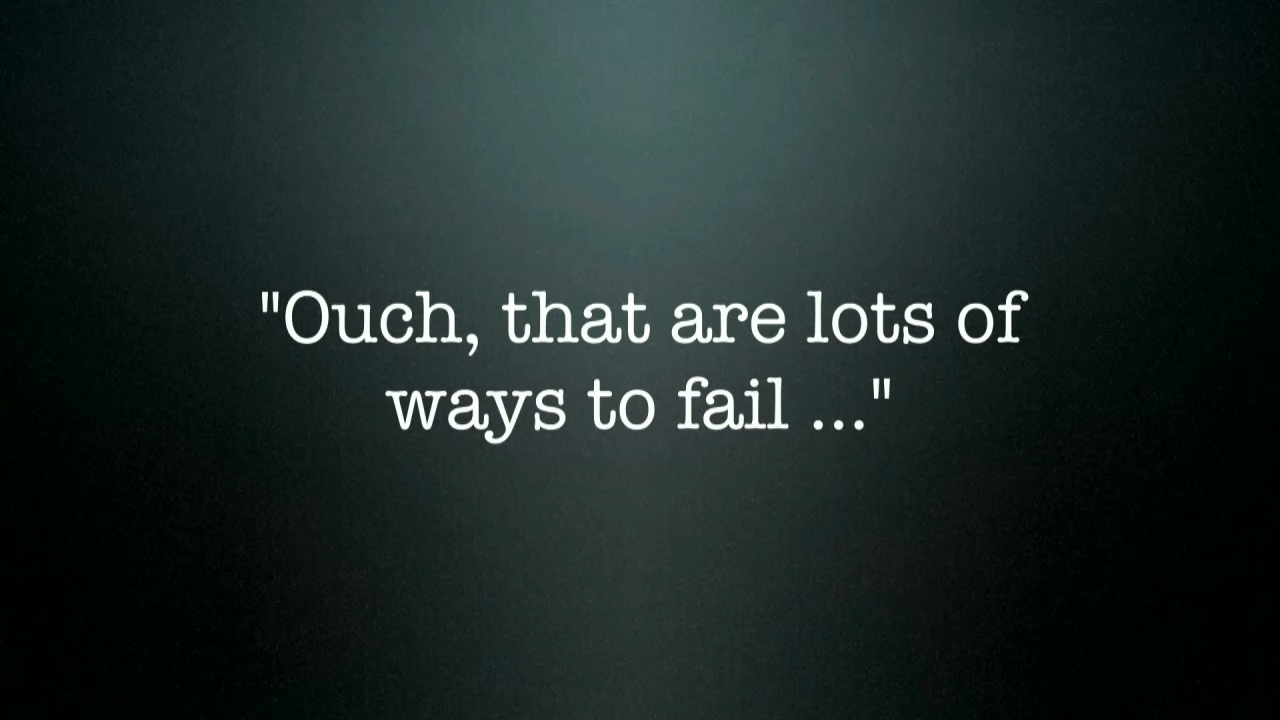 "Ouch, that are lots of
ways to fail ..."